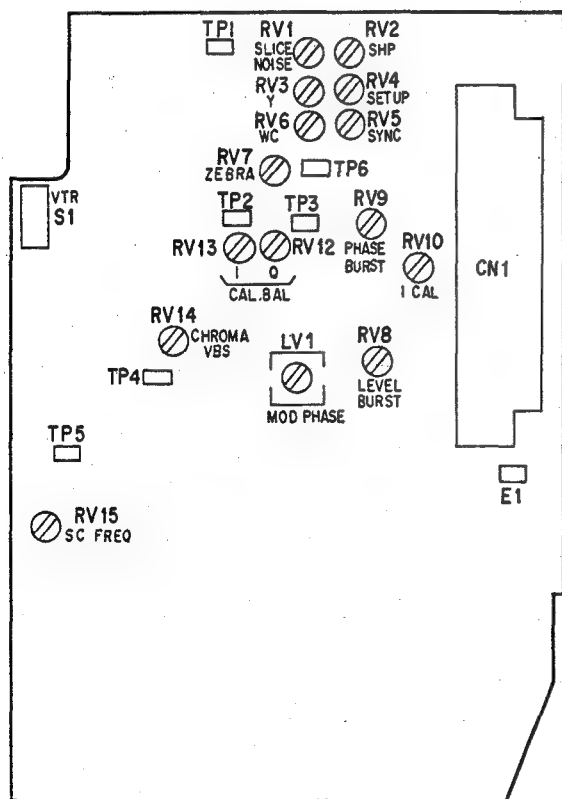 TP1
RV1
SLICE
NOISE
RV2
SHP
RV3
Y
RV4
SETUP
RV6
WC
RV5
SYNC
RV7
ZEBRA
TP6
VTR
S1
TP2
TP3
RV9
PHASE
BURST
RV13
I
RV12
Q
CAL.BAL
RV10
I CAL
CN1
RV14
CHROMA
VBS
LV1
MOD PHASE
RV8
LEVEL
BURST
TP4
TP5
E1
RV15
SC FREQ